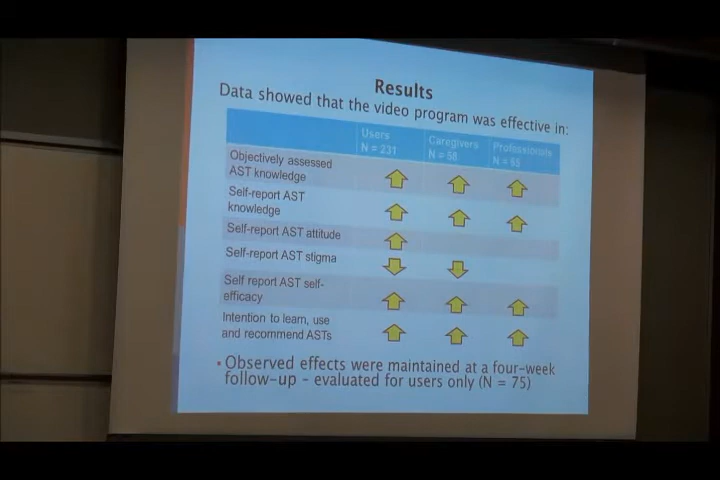 Results
Data showed that the video program was effective in:
Users
N = 231
Caregivers
N = 58
Professionals
Objectively assessed
AST knowledge
Self-report AST
knowledge
Self-report AST attitude
Self-report AST stigma
Self report AST self-
efficacy
Intention to learn, use
and recommend ASTs
• Observed effects were maintained at a four-week
follow-up - evaluated for users only (N = 75)